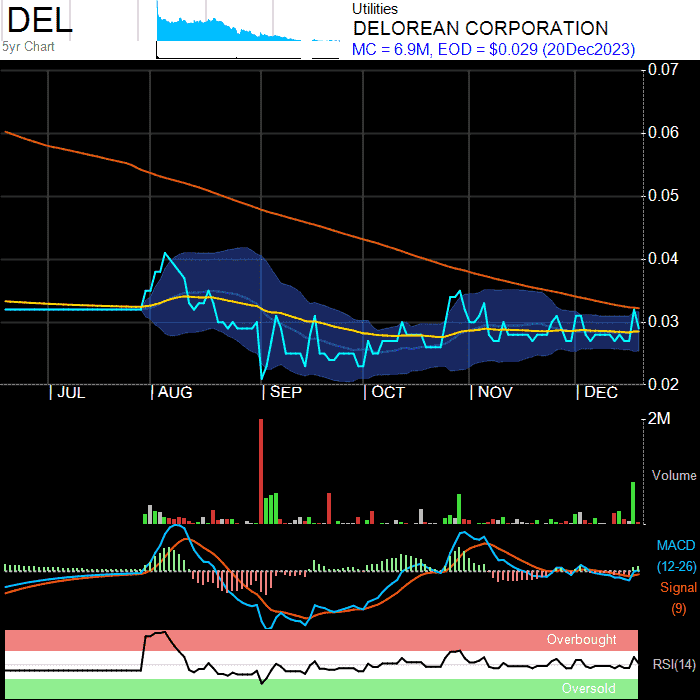 DEL
5yr Chart
Utilities
DELOREAN CORPORATION
MC = 6.9M, EOD = $0.029 (20Dec2023)
0.07
0.06
0.05
0.04
0.03
0.02
| JUL | AUG | SEP | OCT | NOV | DEC
2M
Volume
MACD
(12-26)
Signal
(9)
Overbought
RSI(14)
Oversold